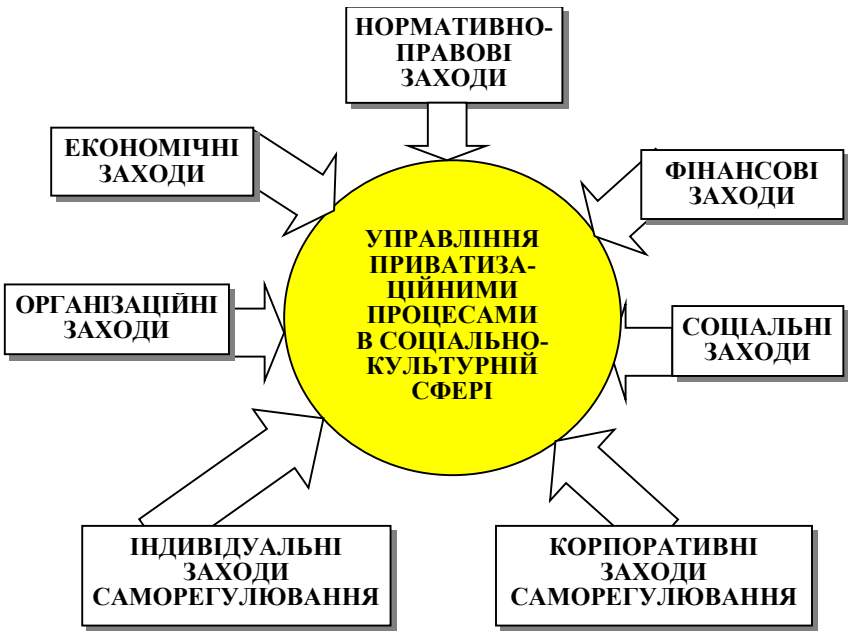 НОРМАТИВНО-
ПРАВОВІ
ЗАХОДИ
ЕКОНОМІЧНІ
ЗАХОДИ
ФІНАНСОВІ
ЗАХОДИ
УПРАВЛІННЯ
ПРИВАТИЗА-
ЦІЙНИМИ
ПРОЦЕСАМИ
В СОЦІАЛЬНО-
КУЛЬТУРНІЙ
СФЕРІ
ОРГАНІЗАЦІЙНІ
ЗАХОДИ
СОЦІАЛЬНІ
ЗАХОДИ
ІНДИВІДУАЛЬНІ
ЗАХОДИ
САМОРЕГУЛЮВАННЯ
КОРПОРАТИВНІ
ЗАХОДИ
САМОРЕГУЛЮВАННЯ